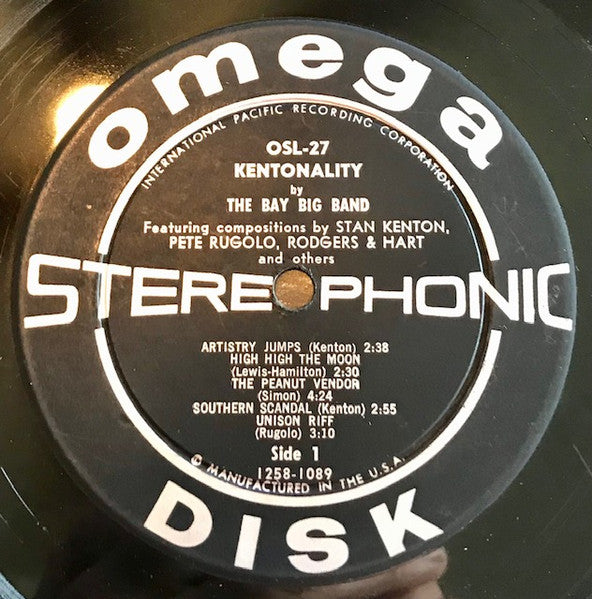 omega
INTERNATIONAL PACIFIC RECORDING CORPORATION
OSL-27
KENTONALITY
by
THE BAY BIG BAND
Featuring compositions by STAN KENTON,
PETE RUGOLO, RODGERS & HART
and others
STEREOPHONIC
ARTISTRY JUMPS (Kenton) 2:38
HIGH HIGH THE MOON
(Lewis-Hamilton) 2:30
THE PEANUT VENDOR
(Simon) 4:24
SOUTHERN SCANDAL (Kenton) 2:55
UNISON RIFF
(Rugolo) 3:10
Side 1
1258-1089
© MANUFACTURED IN THE U.S.A.
DISK